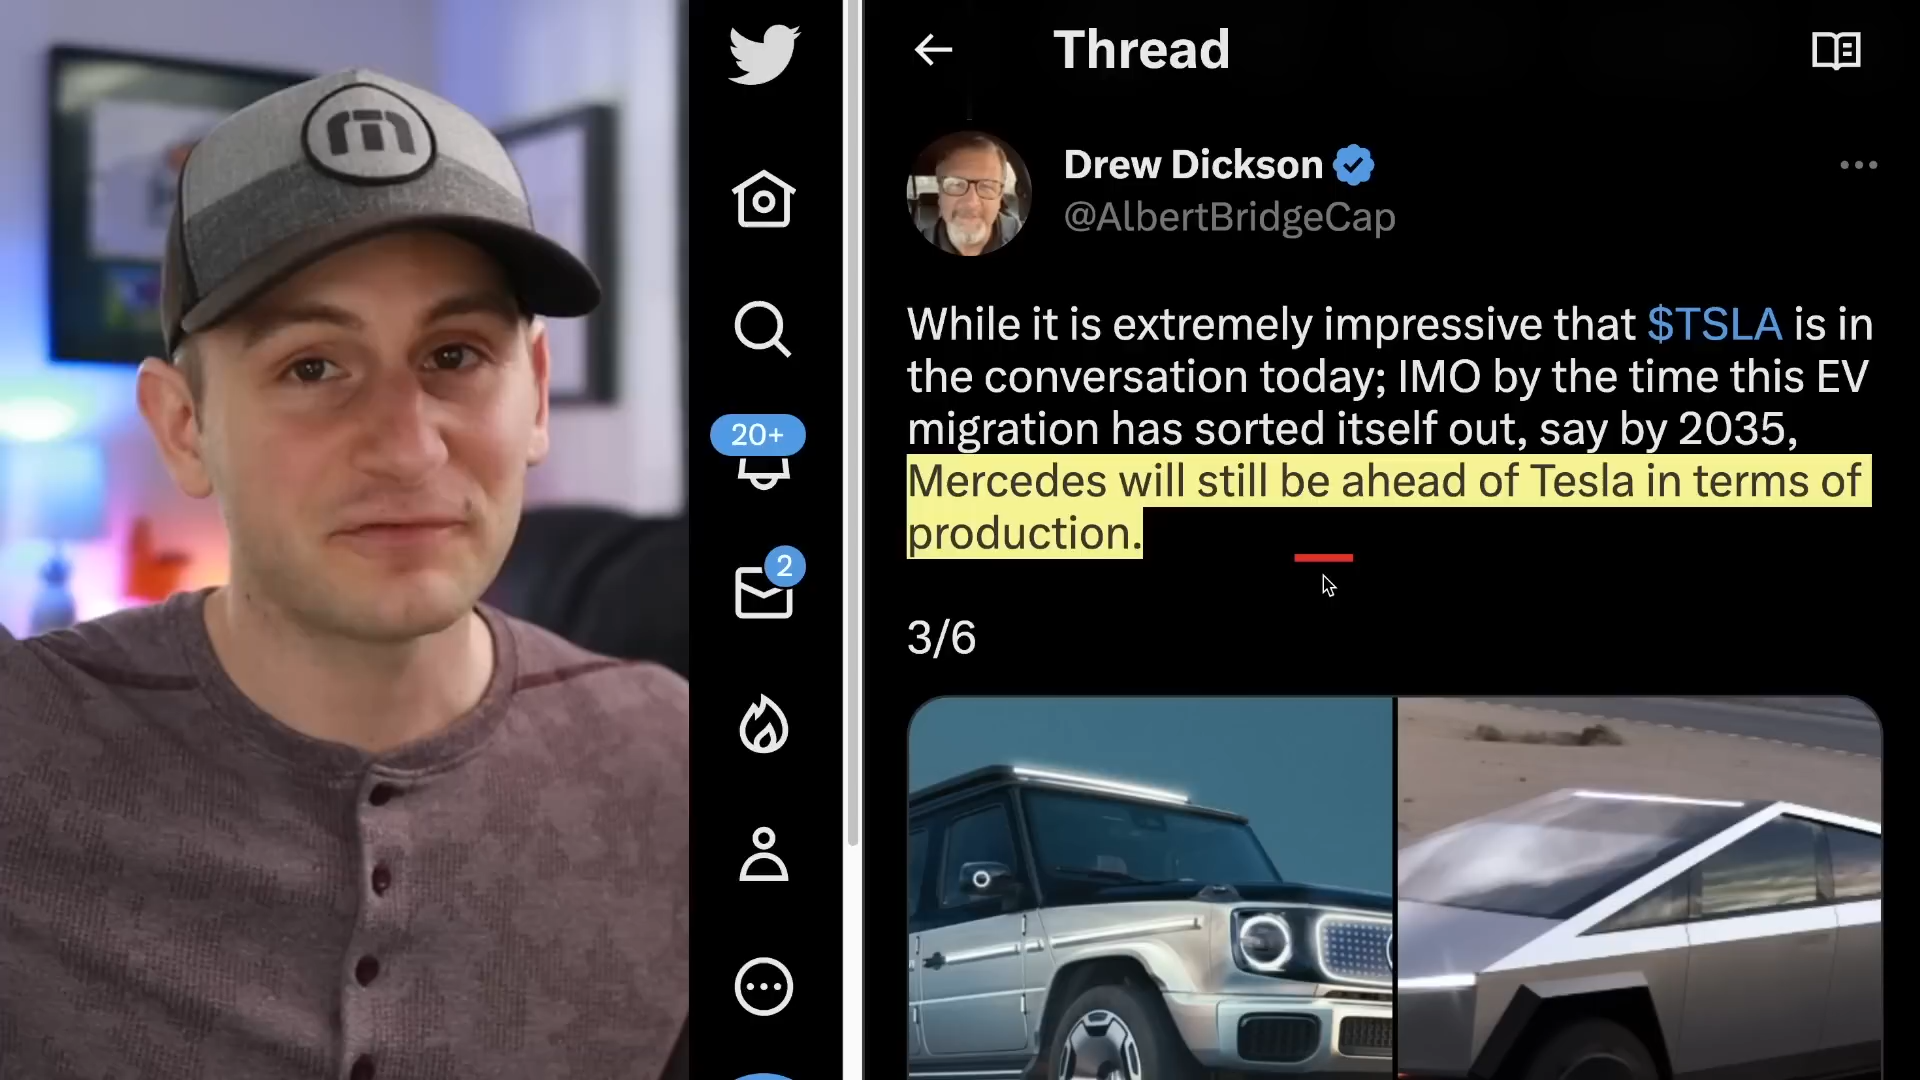 Thread
Drew Dickson
@AlbertBridgeCap
While it is extremely impressive that $TSLA is in
the conversation today; IMO by the time this EV
migration has sorted itself out, say by 2035,
Mercedes will still be ahead of Tesla in terms of
production.
3/6
20+
2